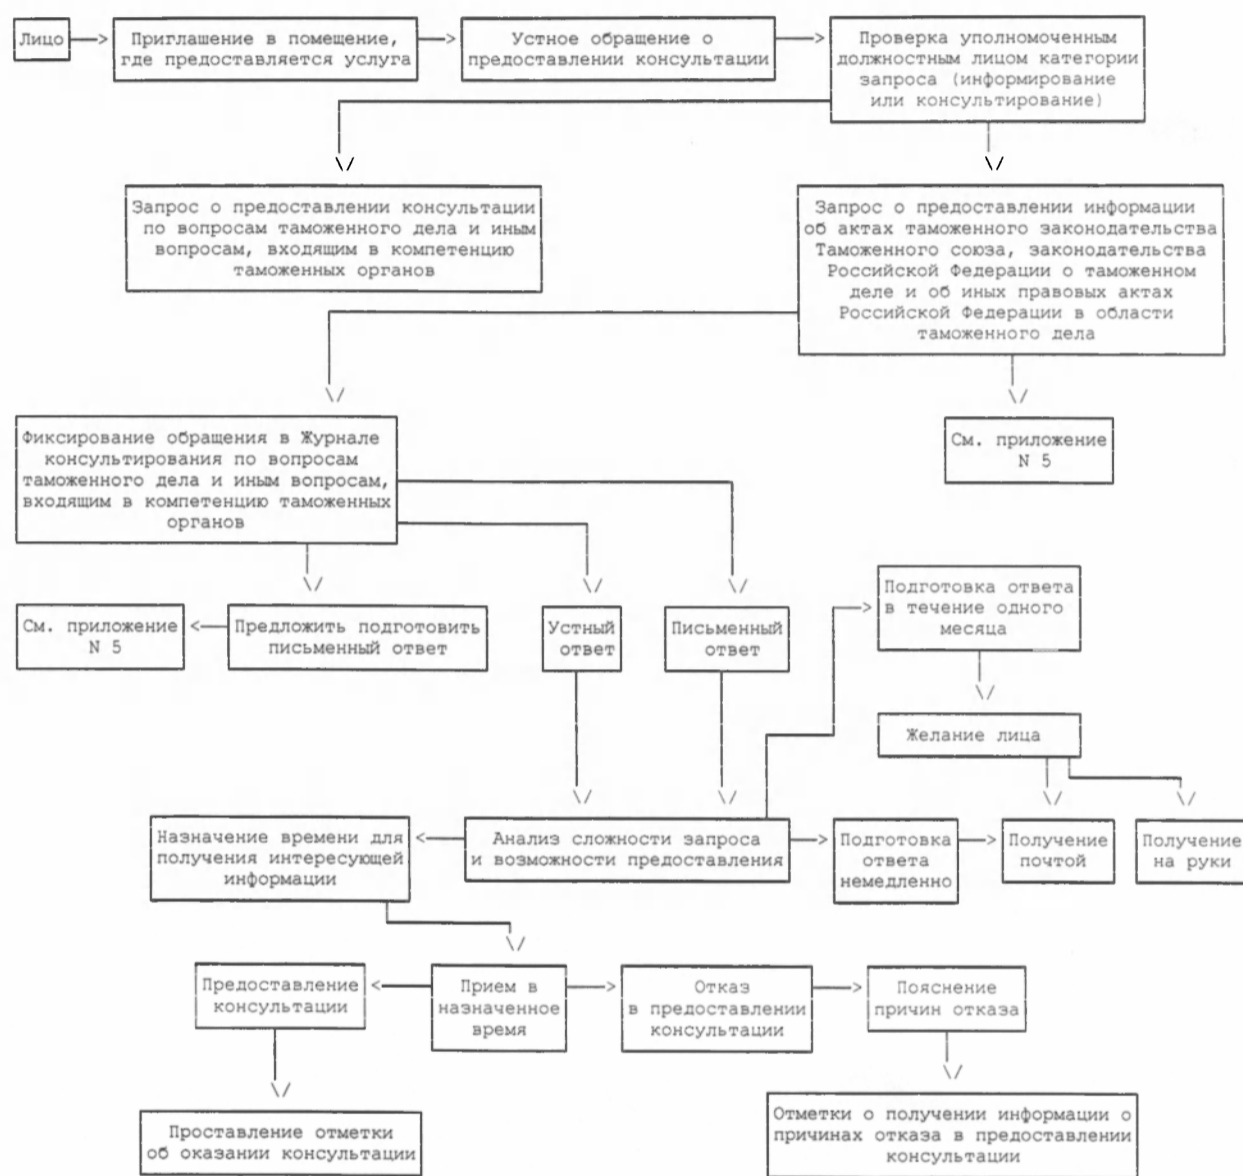 Лицо
Приглашение в помещение,
где предоставляется услуга
Устное обращение о
предоставлении консультации
Проверка уполномоченным
должностным лицом категории
запроса (информирование
или консультирование)
Запрос о предоставлении консультации
по вопросам таможенного дела и иным
вопросам, входящим в компетенцию
таможенных органов
Запрос о предоставлении информации
об актах таможенного законодательства
Таможенного союза, законодательства
Российской Федерации о таможенном
деле и об иных правовых актах
Российской Федерации в области
таможенного дела
Фиксирование обращения в Журнале
консультирования по вопросам
таможенного дела и иным вопросам,
входящим в компетенцию таможенных
органов
См. приложение
N 5
См. приложение
N 5
Предложить подготовить
письменный ответ
Устный
ответ
Письменный
ответ
Подготовка ответа
в течение одного
месяца
Желание лица
Назначение времени для
получения интересующей
информации
Анализ сложности запроса
и возможности предоставления
Подготовка
ответа
немедленно
Получение
почтой
Получение
на руки
Предоставление
консультации
Прием в
назначенное
время
Отказ
в предоставлении
консультации
Пояснение
причин отказа
Проставление отметки
об оказании консультации
Отметки о получении информации о
причинах отказа в предоставлении
консультации